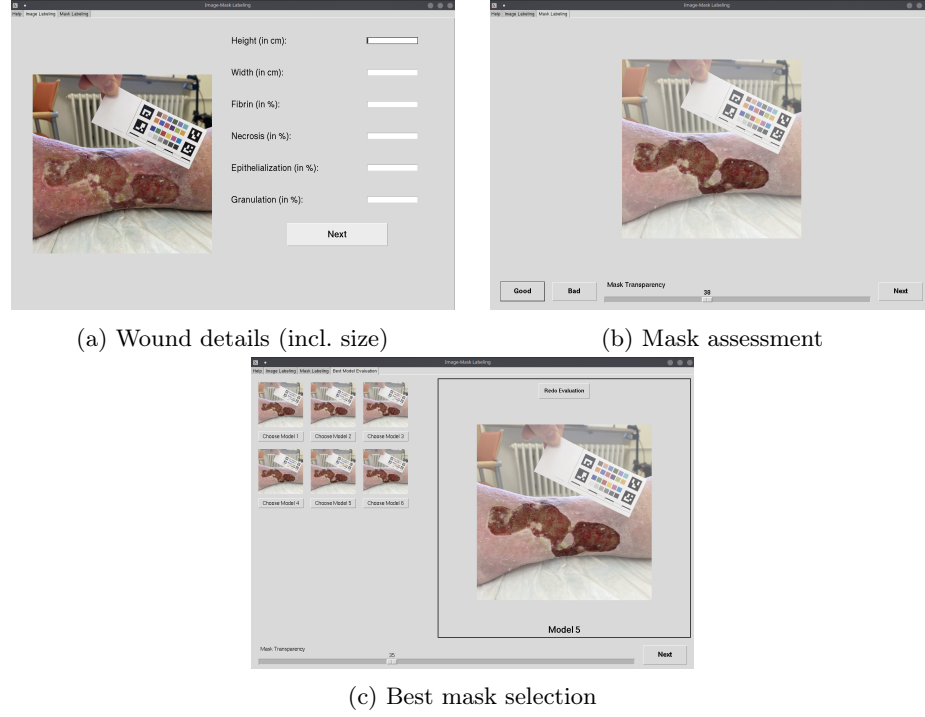 Image-Mask Labeling
Help Image Labeling Mask Labeling
Height (in cm):
Width (in cm):
Fibrin (in %):
Necrosis (in %):
Epithelialization (in %):
Granulation (in %):
Next
(a) Wound details (incl. size)
Image-Mask Labeling
Help Image Labeling Mask Labeling
Good
Bad
Mask Transparency
38
Next
(b) Mask assessment
Image-Mask Labeling
Help Image Labeling Mask Labeling Best Model Evaluation
Choose Model 1 Choose Model 2 Choose Model 3
Choose Model 4 Choose Model 5 Choose Model 6
Redo Evaluation
Model 5
Mask Transparency
35
Next
(c) Best mask selection